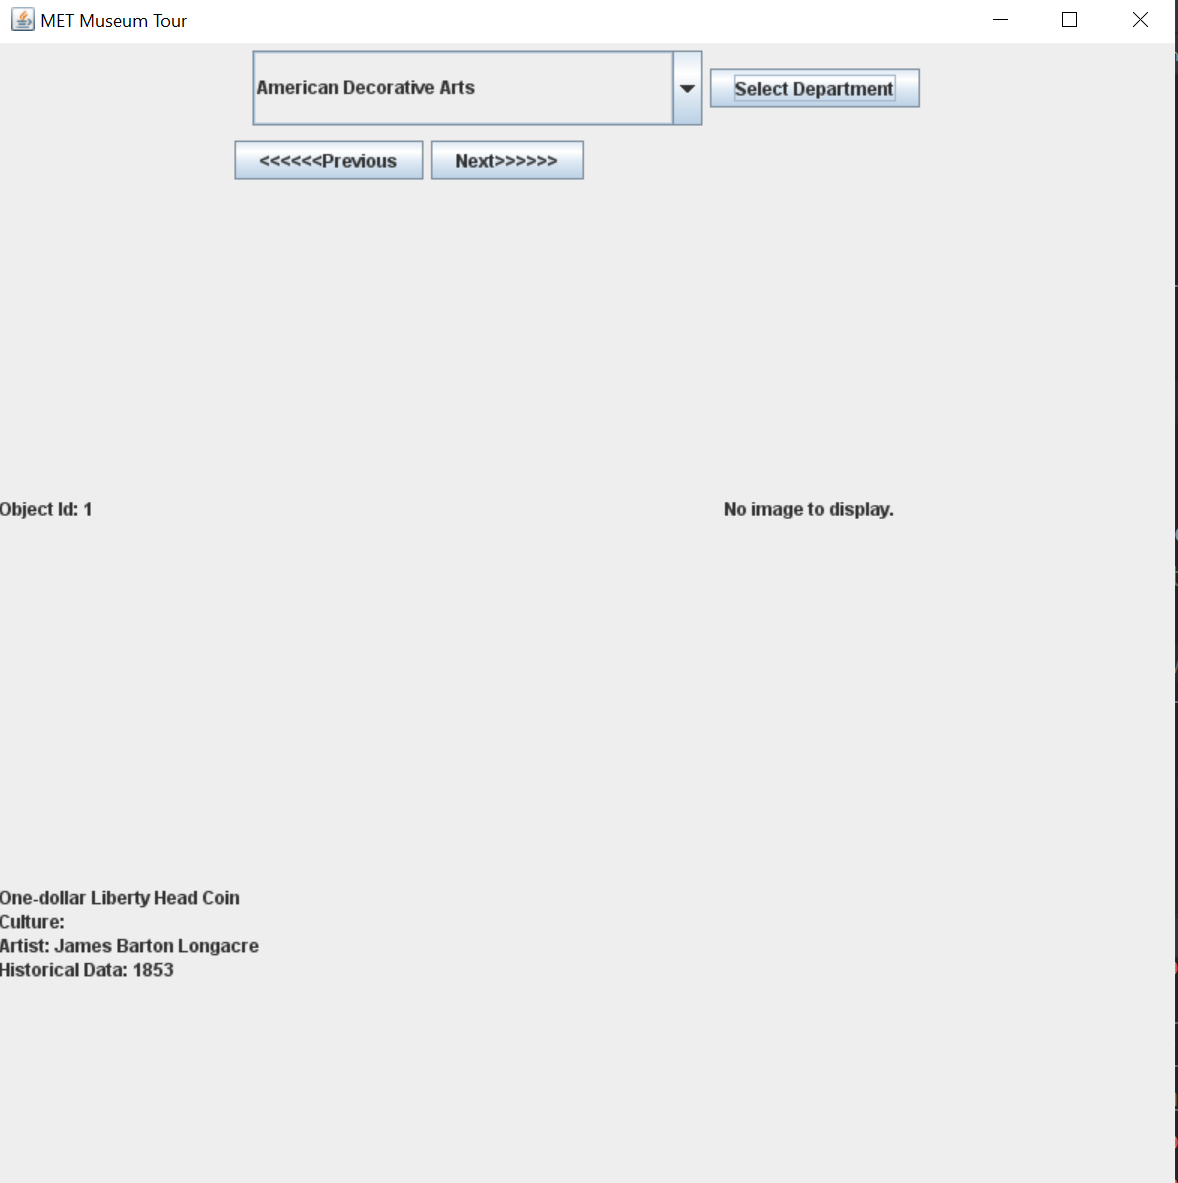 MET Museum Tour
American Decorative Arts
Select Department
<<<<<<Previous
Next>>>>>>
Object Id: 1
No image to display.
One-dollar Liberty Head Coin
Culture:
Artist: James Barton Longacre
Historical Data: 1853